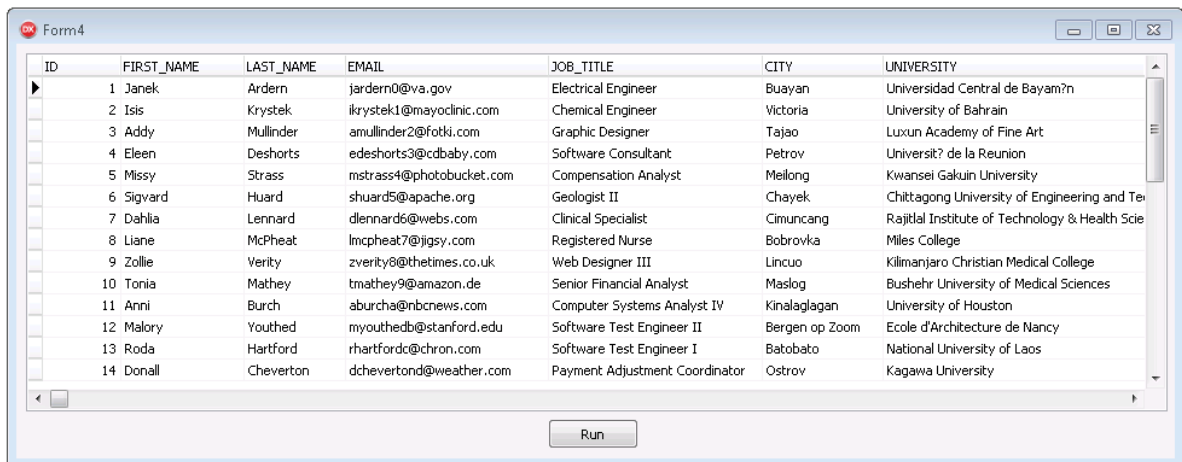 DX Form4
ID FIRST_NAME LAST_NAME EMAIL JOB_TITLE CITY UNIVERSITY
1 Janek Ardern jardern0@va.gov Electrical Engineer Buayan Universidad Central de Bayam?n
2 Isis Krystek ikrystek1@mayoclinic.com Chemical Engineer Victoria University of Bahrain
3 Addy Mullinder amullinder2@fotki.com Graphic Designer Tajao Luxun Academy of Fine Art
4 Eleen Deshorts edeshorts3@cdbaby.com Software Consultant Petrov Universit? de la Reunion
5 Missy Strass mstrass4@photobucket.com Compensation Analyst Meilong Kwansei Gakuin University
6 Sigvard Huard shuard5@apache.org Geologist II Chayek Chittagong University of Engineering and Te
7 Dahlia Lennard dlennard6@webs.com Clinical Specialist Cimuncang Rajitlal Institute of Technology & Health Scie
8 Liane McPheat lmcpheat7@jigsy.com Registered Nurse Bobrovka Miles College
9 Zollie Verity zverity8@thetimes.co.uk Web Designer III Lincuo Kilimanjaro Christian Medical College
10 Tonia Mathey tmathey9@amazon.de Senior Financial Analyst Maslog Bushehr University of Medical Sciences
11 Anni Burch aburcha@nbcnews.com Computer Systems Analyst IV Kinalaglagan University of Houston
12 Malory Youthed myouthedb@stanford.edu Software Test Engineer II Bergen op Zoom Ecole d'Architecture de Nancy
13 Roda Hartford rhartfordc@chron.com Software Test Engineer I Batobato National University of Laos
14 Donall Cheverton dchevertond@weather.com Payment Adjustment Coordinator Ostrov Kagawa University
Run